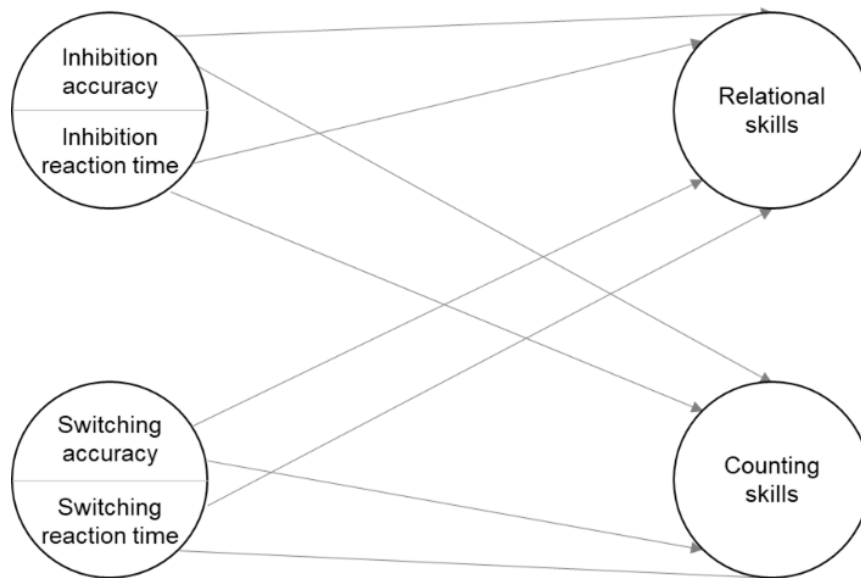 Inhibition
accuracy
Inhibition
reaction time
Relational
skills
Switching
accuracy
Switching
reaction time
Counting
skills